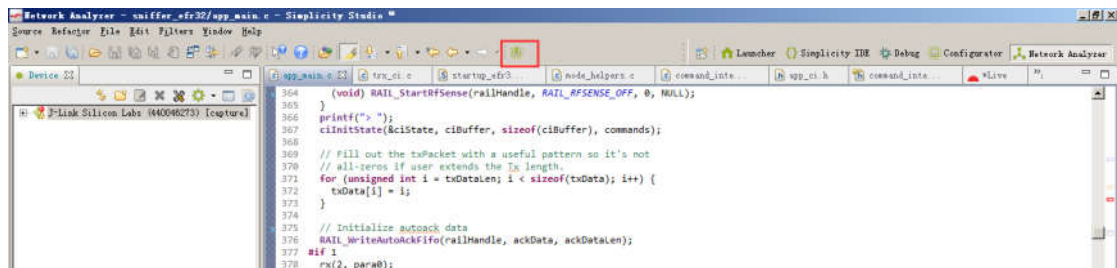 Network Analyzer - sniffer_efr32/app_main.c - Simplicity Studio ™
Source Refactor File Edit Filters Window Help
Launcher {} Simplicity IDE Debug Configurator Network Analyzer
Device app_main.c trx_ci.c startup_efr3... node_helpers.c command_inte... app_ci.h command_inte... *Live
J-Link Silicon Labs (440046273) [capture]
364 (void) RAIL_StartRfSense(railHandle, RAIL_RFSENSE_OFF, 0, NULL);
365 }
366 printf("> ");
367 ciInitState(&ciState, ciBuffer, sizeof(ciBuffer), commands);
368
369 // Fill out the txPacket with a useful pattern so it's not
370 // all-zeros if user extends the Tx length.
371 for (unsigned int i = txDataLen; i < sizeof(txData); i++) {
372 txData[i] = i;
373 }
374
375 // Initialize autoack data
376 RAIL_WriteAutoAckFifo(railHandle, ackData, ackDataLen);
377 #if 1
378 rx(2, para0);